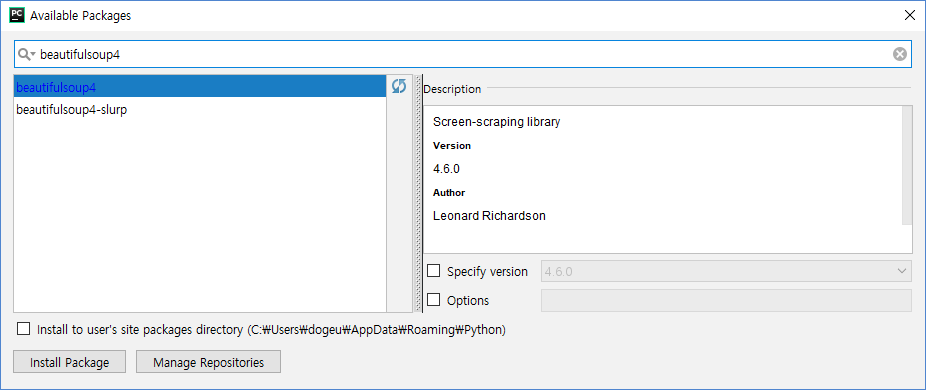 PC
Available Packages
beautifulsoup4
beautifulsoup4
beautifulsoup4-slurp
Description
Screen-scraping library
Version
4.6.0
Author
Leonard Richardson
Specify version
4.6.0
Options
Install to user's site packages directory (C:₩Users₩dogeu₩AppData₩Roaming₩Python)
Install Package
Manage Repositories